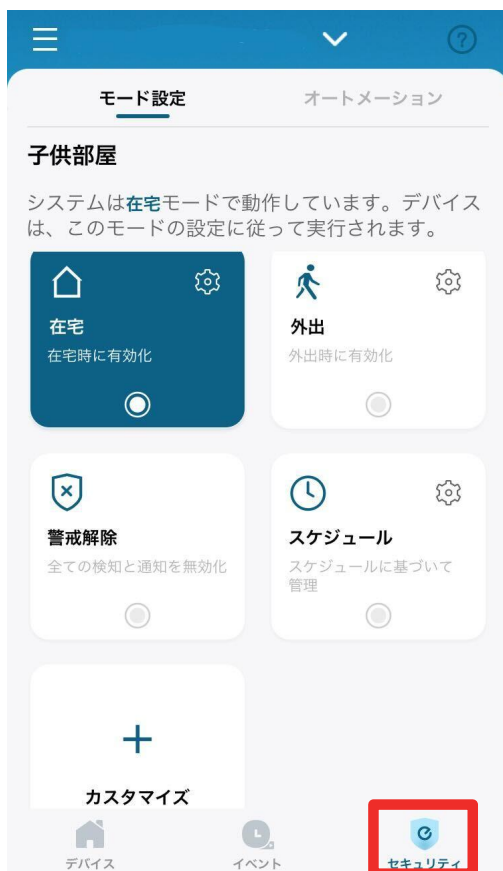 モード設定
オートメーション
子供部屋
システムは在宅モードで動作しています。デバイス
は、このモードの設定に従って実行されます。
在宅
在宅時に有効化
外出
外出時に有効化
警戒解除
全ての検知と通知を無効化
スケジュール
スケジュールに基づいて
管理
カスタマイズ
デバイス
イベント
セキュリティ